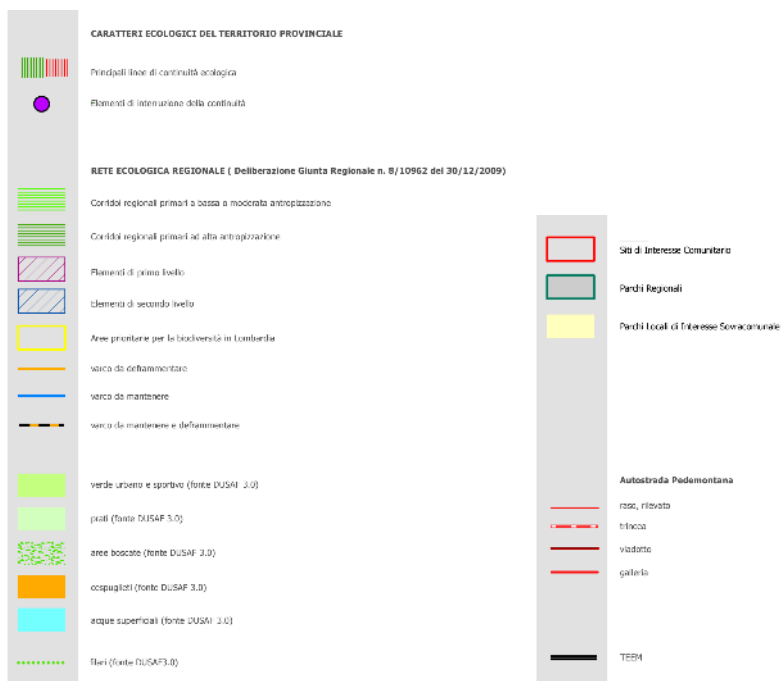 CARATTERI ECOLOGICI DEL TERRITORIO PROVINCIALE
Principali linee di continuità ecologica
Elementi di interruzione della continuità
RETE ECOLOGICA REGIONALE ( Deliberazione Giunta Regionale n. 8/10962 del 30/12/2009)
Corridoi regionali primari a bassa o moderata antropizzazione
Corridoi regionali primari ad alta antropizzazione
Elementi di primo livello
Elementi di secondo livello
Aree prioritarie per la biodiversità in Lombardia
varco da deframmentare
varco da mantenere
varco da mantenere e deframmentare
verde urbano e sportivo (fonte DUSAF 3.0)
prati (fonte DUSAF 3.0)
aree boscate (fonte DUSAF 3.0)
cespuglieti (fonte DUSAF 3.0)
acque superficiali (fonte DUSAF 3.0)
filari (fonte DUSAF3.0)
Siti di Interesse Comunitario
Parchi Regionali
Parchi Locali di Interesse Sovracomunale
Autostrada Pedemontana
raso, rilevato
trincea
viadotto
galleria
TEEM